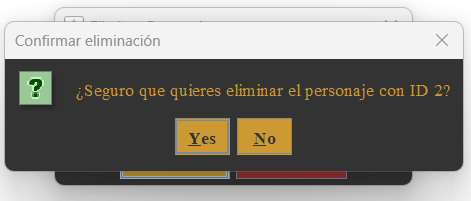 Confirmar eliminación
¿Seguro que quieres eliminar el personaje con ID 2?
Yes
No